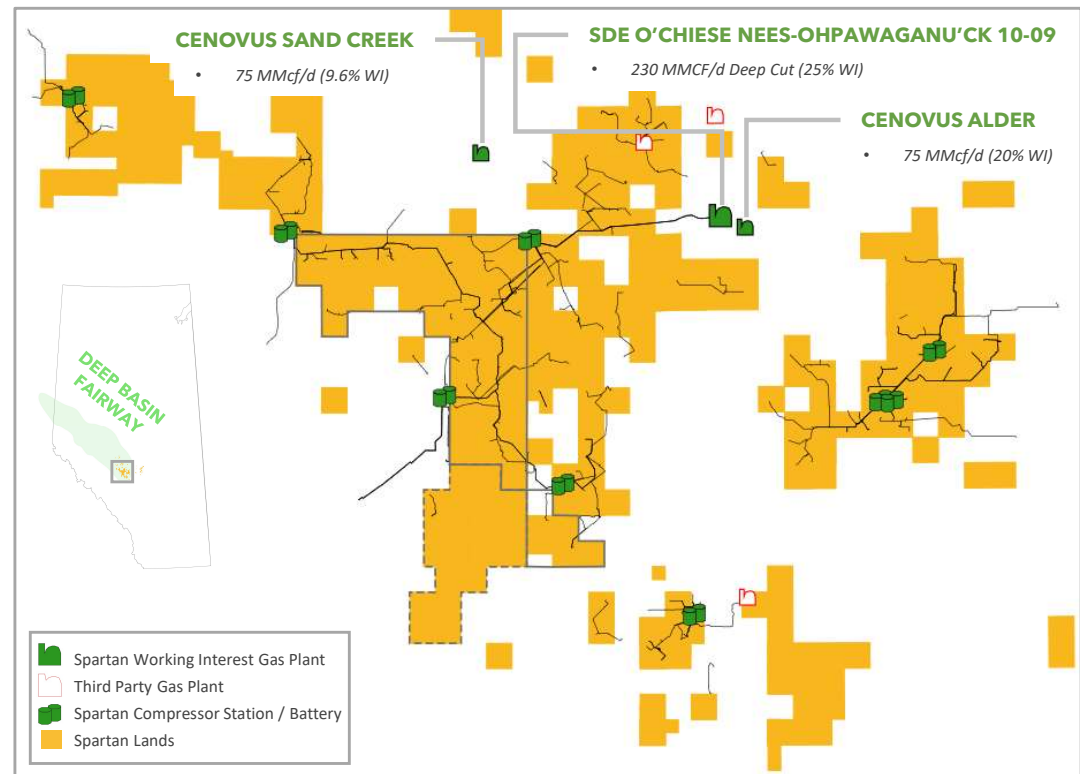 CENOVUS SAND CREEK
• 75 MMcf/d (9.6% WI)
SDE O'CHIESE NEES-OHPAWAGANU'CK 10-09
• 230 MMCF/d Deep Cut (25% WI)
CENOVUS ALDER
• 75 MMcf/d (20% WI)
DEEP BASIN
FAIRWAY
Spartan Working Interest Gas Plant
Third Party Gas Plant
Spartan Compressor Station / Battery
Spartan Lands